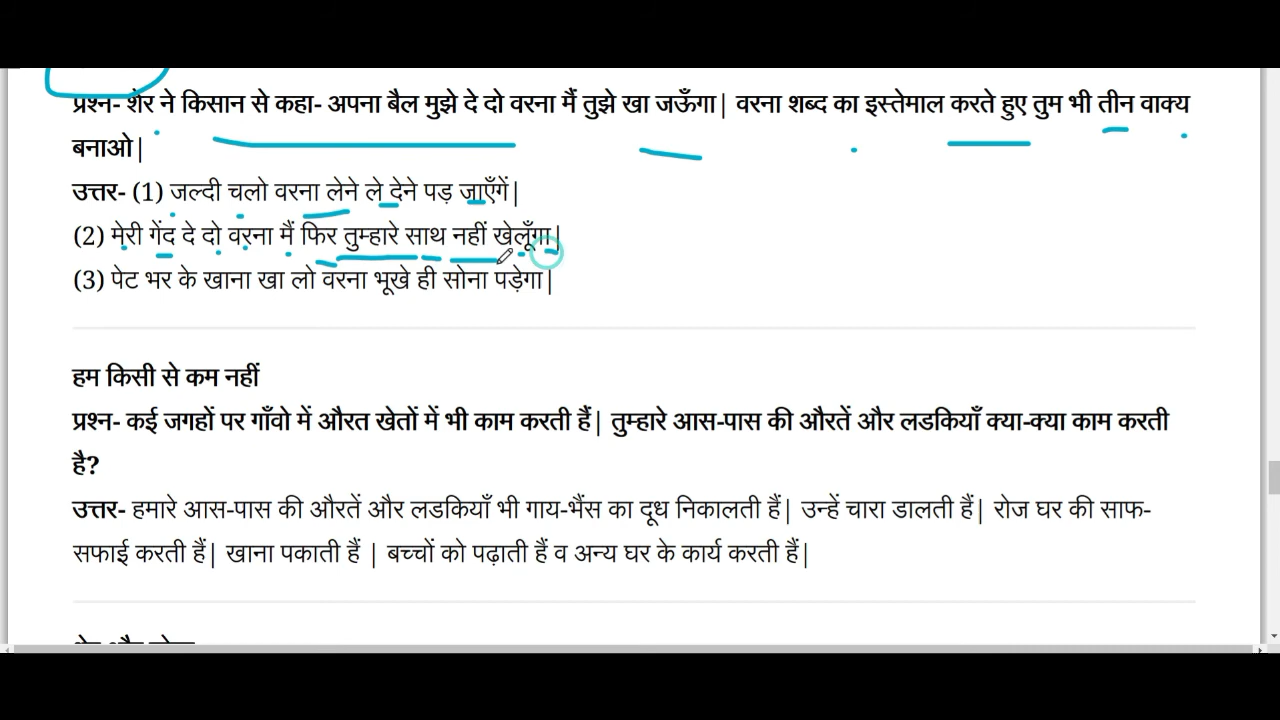 प्रश्न- शेर ने किसान से कहा- अपना बैल मुझे दे दो वरना मैं तुझे खा जऊँगा| वरना शब्द का इस्तेमाल करते हुए तुम भी तीन वाक्य
बनाओ|
उत्तर- (1) जल्दी चलो वरना लेने ले देने पड़ जाएँगें|
(2) मेरी गेंद दे दो वरना मैं फिर तुम्हारे साथ नहीं खेलूँगा|
(3) पेट भर के खाना खा लो वरना भूखे ही सोना पड़ेगा|
हम किसी से कम नहीं
प्रश्न- कई जगहों पर गाँवो में औरत खेतों में भी काम करती हैं| तुम्हारे आस-पास की औरतें और लडकियाँ क्या-क्या काम करती
है?
उत्तर- हमारे आस-पास की औरतें और लडकियाँ भी गाय-भैंस का दूध निकालती हैं| उन्हें चारा डालती हैं| रोज घर की साफ-
सफाई करती हैं| खाना पकाती हैं | बच्चों को पढ़ाती हैं व अन्य घर के कार्य करती हैं|